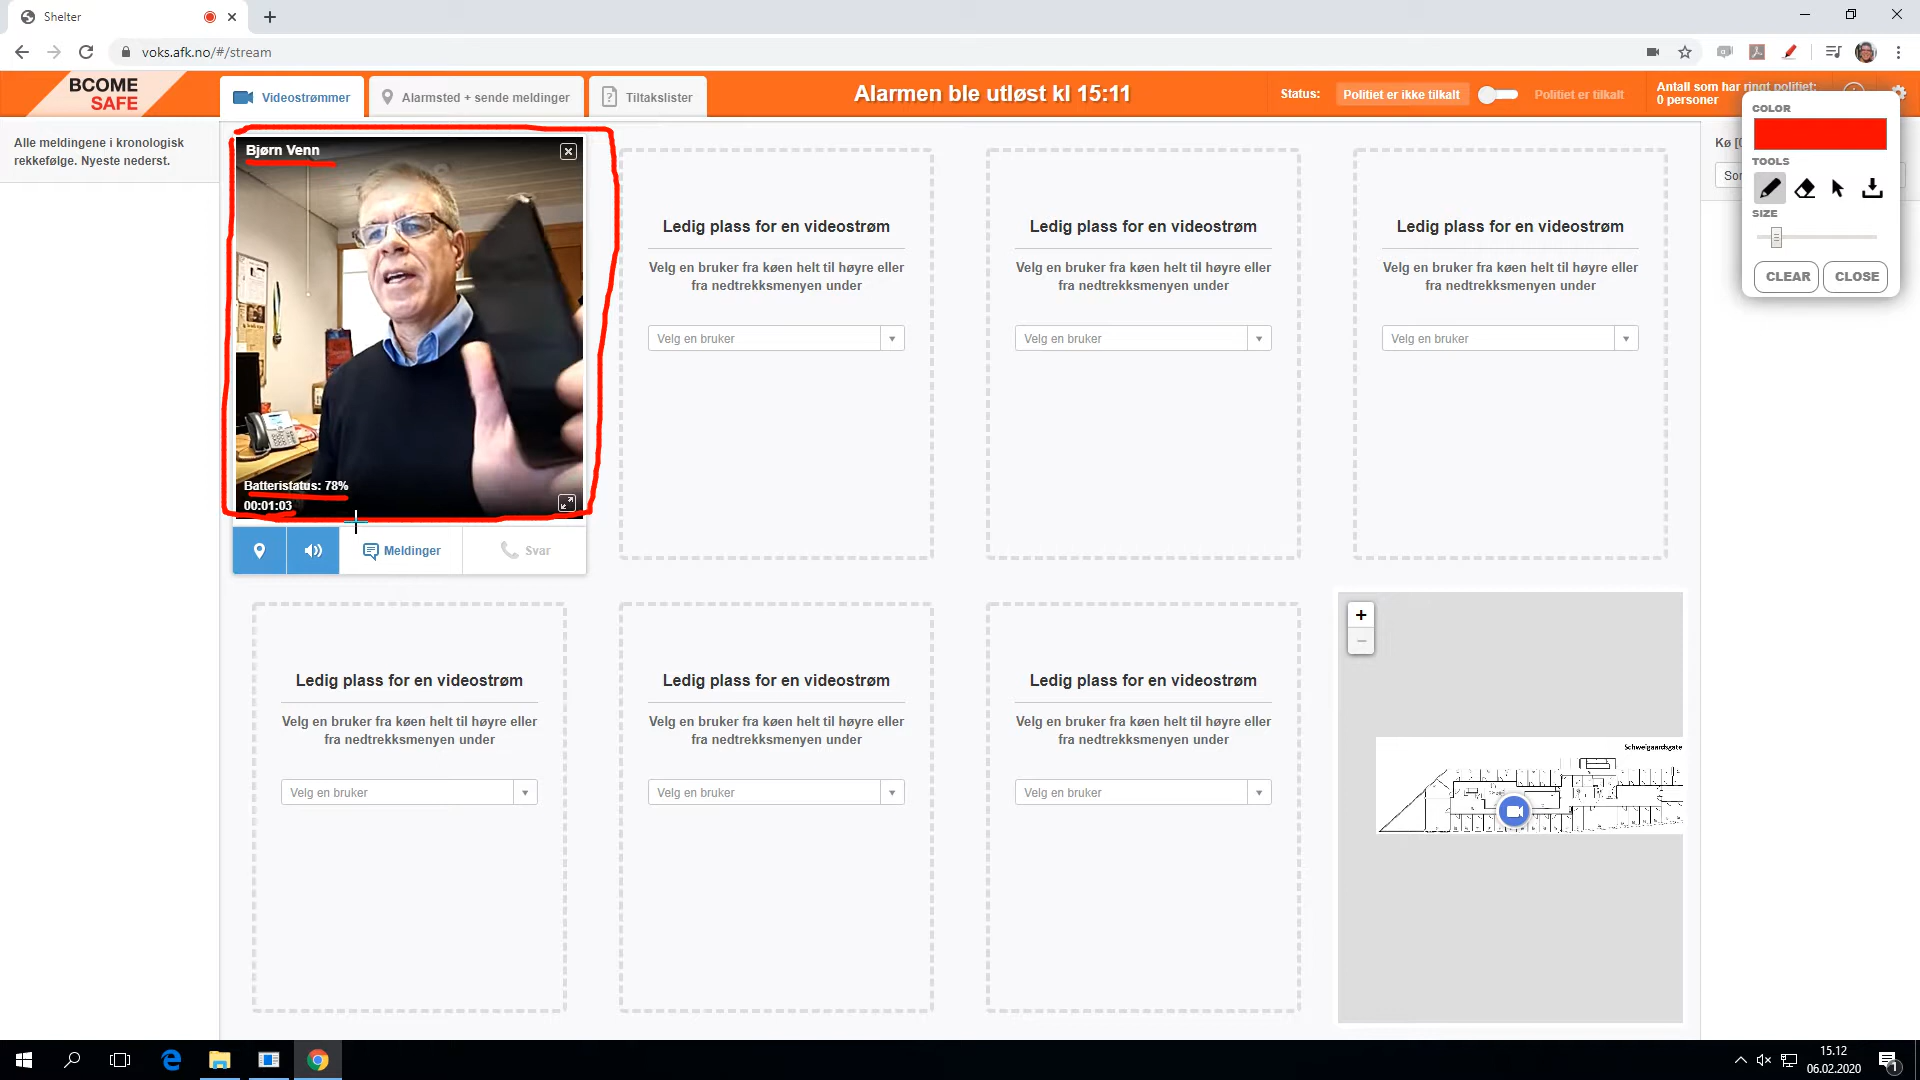 Shelter
voks.afk.no/#/stream
BCOME
SAFE
Videostrømmer
Alarmsted + sende meldinger
Tiltakslister
Alarmen ble utløst kl 15:11
Status:
Politiet er ikke tilkalt
Politiet er tilkalt
Antall som har ringt politiet:
0 personer
Alle meldingene i kronologisk
rekkefølge. Nyeste nederst.
COLOR
TOOLS
SIZE
CLEAR
CLOSE
Bjørn Venn
Batteristatus: 78%
00:01:03
Meldinger
Svar
Ledig plass for en videostrøm
Velg en bruker fra køen helt til høyre eller
fra nedtrekksmenyen under
Velg en bruker
Ledig plass for en videostrøm
Velg en bruker fra køen helt til høyre eller
fra nedtrekksmenyen under
Velg en bruker
Ledig plass for en videostrøm
Velg en bruker fra køen helt til høyre eller
fra nedtrekksmenyen under
Velg en bruker
Ledig plass for en videostrøm
Velg en bruker fra køen helt til høyre eller
fra nedtrekksmenyen under
Velg en bruker
Ledig plass for en videostrøm
Velg en bruker fra køen helt til høyre eller
fra nedtrekksmenyen under
Velg en bruker
Ledig plass for en videostrøm
Velg en bruker fra køen helt til høyre eller
fra nedtrekksmenyen under
Velg en bruker
Schweigaardsgate
15.12
06.02.2020
1